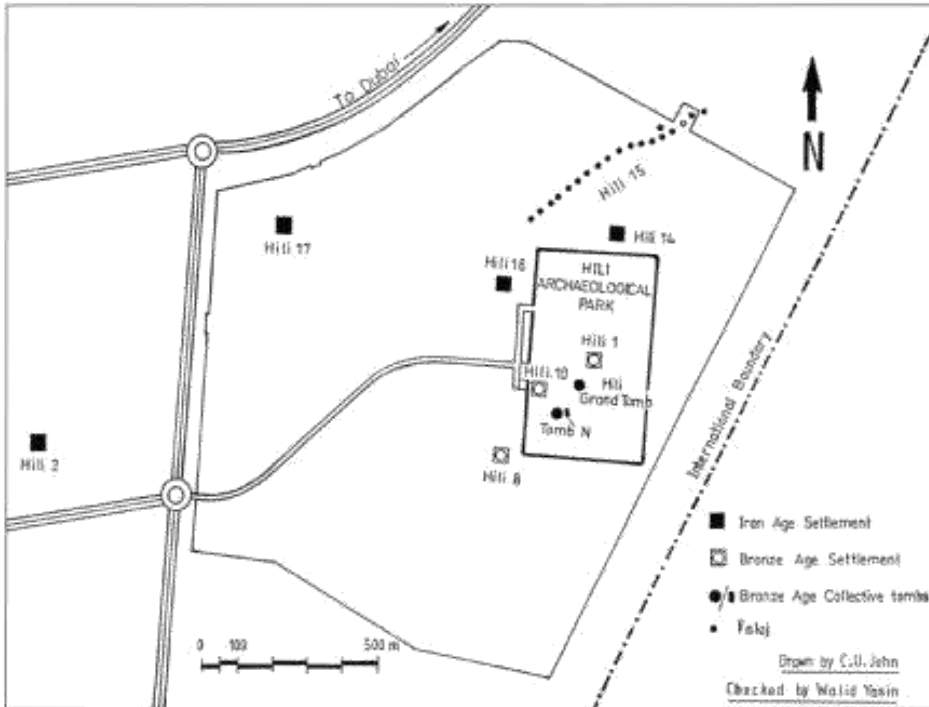 To Dubai
N
Hili 15
Hili 17
Hili 14
Hili 16
HILI
ARCHAEOLOGICAL
PARK
Hili 1
Hili 10
Hili
Grand Tomb
Tomb N
Hili 2
Hili 8
International Boundary
Iron Age Settlement
Bronze Age Settlement
Bronze Age Collective tombs
Falaj
0 100 500 m
Drawn by C.U. John
Checked by Walid Yasin